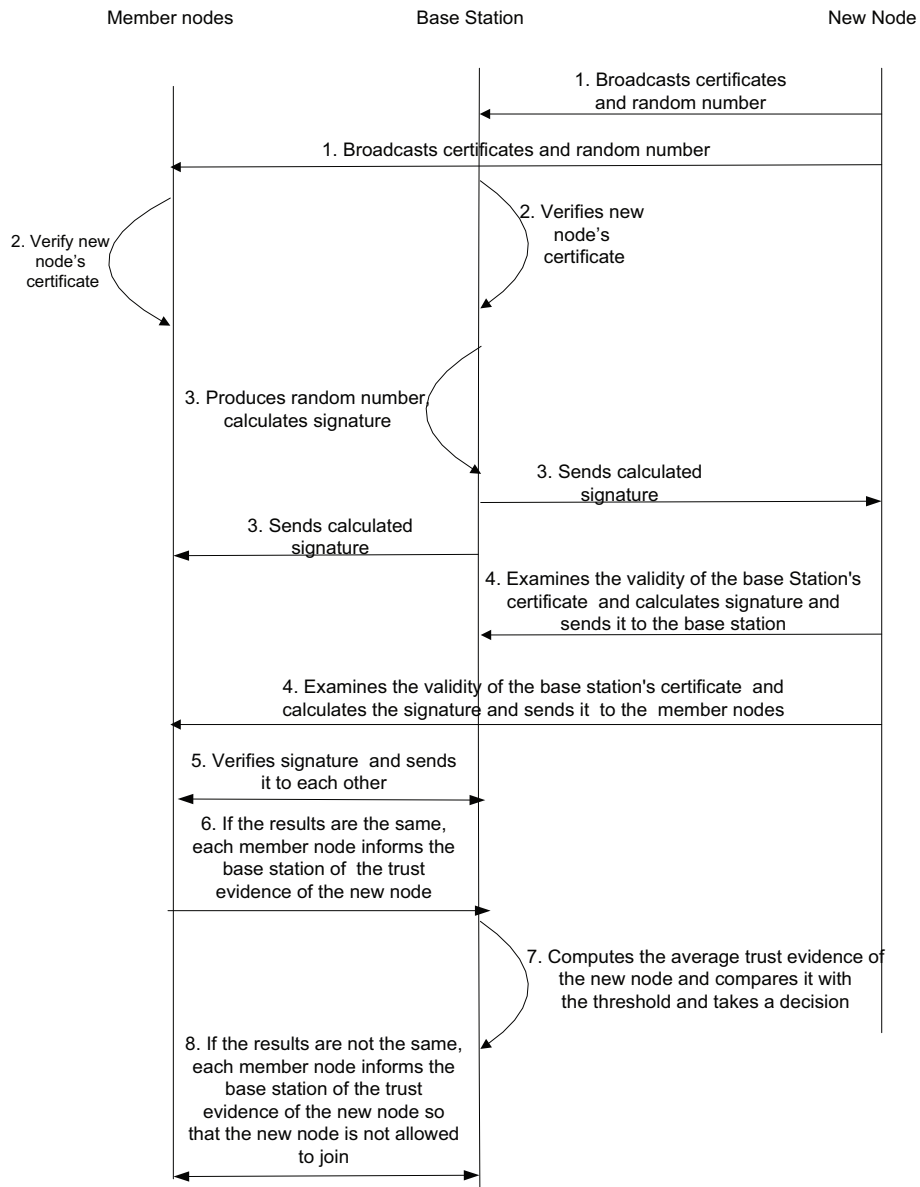 Member nodes
Base Station
New Node
1. Broadcasts certificates
and random number
1. Broadcasts certificates and random number
2. Verify new
node's
certificate
2. Verifies new
node's
certificate
3. Produces random number,
calculates signature
3. Sends calculated
signature
3. Sends calculated
signature
4. Examines the validity of the base Station's
certificate and calculates signature and
sends it to the base station
4. Examines the validity of the base station's certificate and
calculates the signature and sends it to the member nodes
5. Verifies signature and sends
it to each other
6. If the results are the same,
each member node informs the
base station of the trust
evidence of the new node
7. Computes the average trust evidence of
the new node and compares it with
the threshold and takes a decision
8. If the results are not the same,
each member node informs the
base station of the trust
evidence of the new node so
that the new node is not allowed
to join